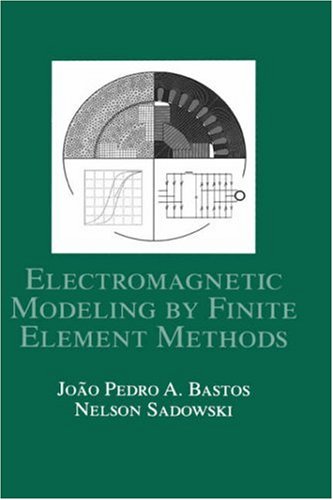 ELECTROMAGNETIC
MODELING BY FINITE
ELEMENT METHODS
JOÃO PEDRO A. BASTOS
NELSON SADOWSKI